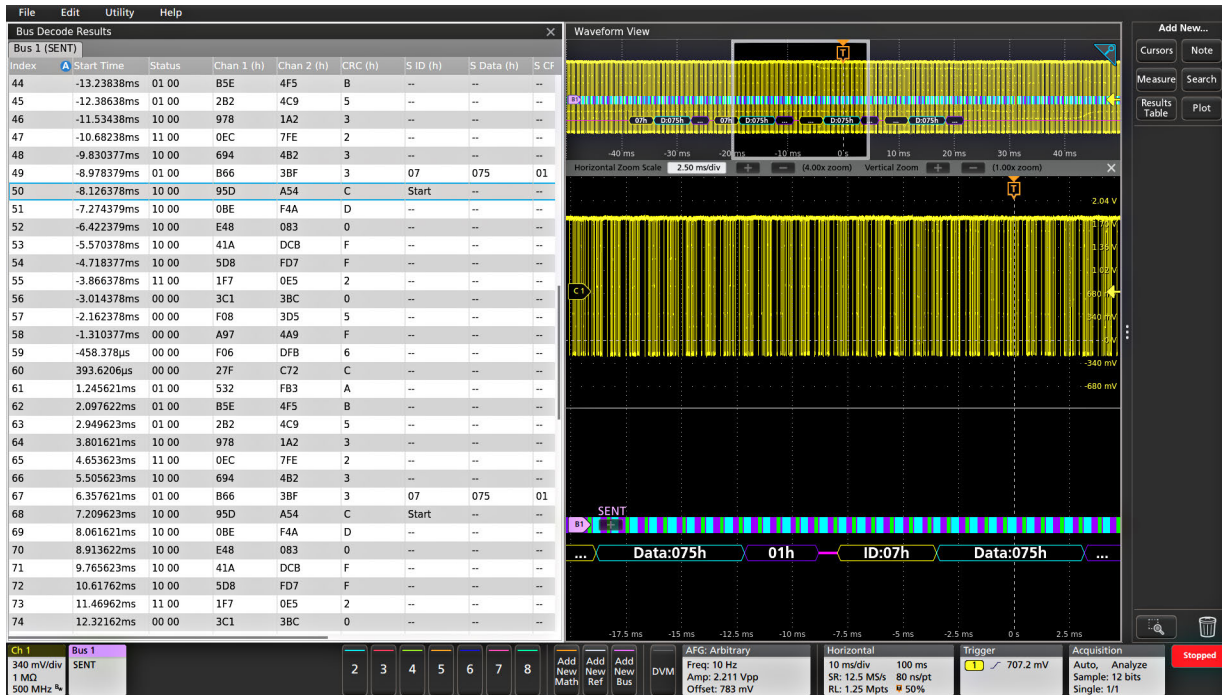 File Edit Utility Help
Bus Decode Results
Bus 1 (SENT)
Index A Start Time Status Chan 1 (h) Chan 2 (h) CRC (h) S ID (h) S Data (h) S CF
44 -13.23838ms 01 00 B5E 4F5 B -- -- --
45 -12.38638ms 01 00 2B2 4C9 5 -- -- --
46 -11.53438ms 10 00 978 1A2 3 -- -- --
47 -10.68238ms 11 00 0EC 7FE 2 -- -- --
48 -9.830377ms 10 00 694 4B2 3 -- -- --
49 -8.978379ms 01 00 B66 3BF 3 07 075 01
50 -8.126378ms 10 00 95D A54 C Start -- --
51 -7.274379ms 10 00 0BE F4A D -- -- --
52 -6.422379ms 10 00 E48 083 0 -- -- --
53 -5.570378ms 10 00 41A DCB F -- -- --
54 -4.718377ms 10 00 5D8 FD7 F -- -- --
55 -3.866378ms 11 00 1F7 0E5 2 -- -- --
56 -3.014378ms 00 00 3C1 3BC 0 -- -- --
57 -2.162378ms 00 00 F08 3D5 5 -- -- --
58 -1.310377ms 00 00 A97 4A9 F -- -- --
59 -458.378µs 00 00 F06 DFB 6 -- -- --
60 393.6206µs 00 00 27F C72 C -- -- --
61 1.245621ms 01 00 532 FB3 A -- -- --
62 2.097622ms 01 00 B5E 4F5 B -- -- --
63 2.949623ms 01 00 2B2 4C9 5 -- -- --
64 3.801621ms 10 00 978 1A2 3 -- -- --
65 4.653623ms 11 00 0EC 7FE 2 -- -- --
66 5.505623ms 10 00 694 4B2 3 -- -- --
67 6.357621ms 01 00 B66 3BF 3 07 075 01
68 7.209623ms 10 00 95D A54 C Start -- --
69 8.061621ms 10 00 0BE F4A D -- -- --
70 8.913622ms 10 00 E48 083 0 -- -- --
71 9.765623ms 10 00 41A DCB F -- -- --
72 10.61762ms 10 00 5D8 FD7 F -- -- --
73 11.46962ms 11 00 1F7 0E5 2 -- -- --
74 12.32162ms 00 00 3C1 3BC 0 -- -- --
Waveform View
T
B1
07h D:075h ... 07h D:075h ... ... D:075h ... ... D:075h ...
-40 ms -30 ms -20 ms -10 ms 0 s 10 ms 20 ms 30 ms 40 ms
Horizontal Zoom Scale 2.50 ms/div + − (4.00x zoom) Vertical Zoom + − (1.00x zoom)
T
2.04 V
1.70 V
1.36 V
1.02 V
C1
680 mV
340 mV
0 V
-340 mV
-680 mV
SENT
B1 +
... Data:075h 01h ID:07h Data:075h ...
-17.5 ms -15 ms -12.5 ms -10 ms -7.5 ms -5 ms -2.5 ms 0 s 2.5 ms
Add New...
Cursors Note
Measure Search
Results Table Plot
Ch 1
340 mV/div
1 MΩ
500 MHz Bw
Bus 1
SENT
2 3 4 5 6 7 8
Add New Math
Add New Ref
Add New Bus
DVM
AFG: Arbitrary
Freq: 10 Hz
Amp: 2.211 Vpp
Offset: 783 mV
Horizontal
10 ms/div 100 ms
SR: 12.5 MS/s 80 ns/pt
RL: 1.25 Mpts 50%
Trigger
1 707.2 mV
Acquisition
Auto, Analyze
Sample: 12 bits
Single: 1/1
Stopped